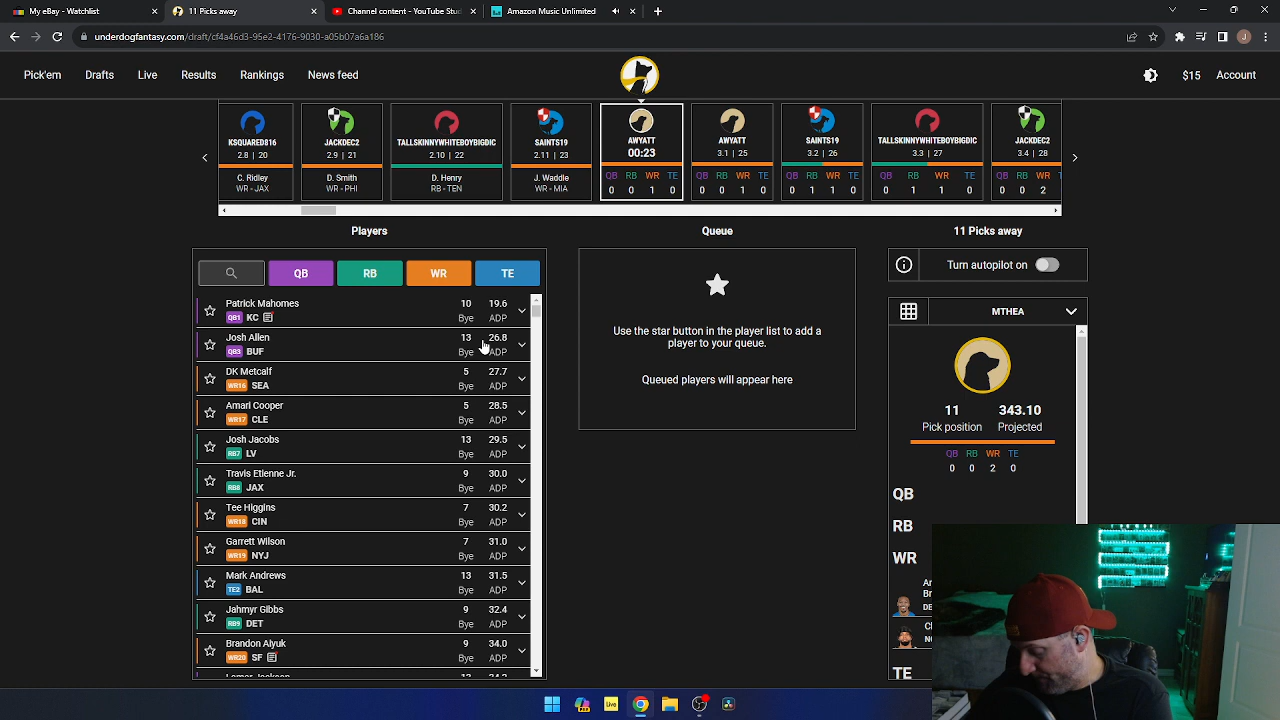 My eBay - Watchlist
11 Picks away
Channel content - YouTube Stud
Amazon Music Unlimited
underdogfantasy.com/draft/cf4a46d3-95e2-4176-9030-a05b07a6a186
J
Pick'em
Drafts
Live
Results
Rankings
News feed
$15
Account
KSQUARED816
2.8 | 20
C. Ridley
WR - JAX
JACKDEC2
2.9 | 21
D. Smith
WR - PHI
TALLSKINNYWHITEBOYBIGDIC
2.10 | 22
D. Henry
RB - TEN
SAINTS19
2.11 | 23
J. Waddle
WR - MIA
AWYATT
00:23
QB RB WR TE
0 0 1 0
AWYATT
3.1 | 25
QB RB WR TE
0 0 1 0
SAINTS19
3.2 | 26
QB RB WR TE
0 1 1 0
TALLSKINNYWHITEBOYBIGDIC
3.3 | 27
QB RB WR TE
0 1 1 0
JACKDEC2
3.4 | 28
QB RB WR
0 0 2
Players
QB
RB
WR
TE
Patrick Mahomes 10 19.6
QB1 KC Bye ADP
Josh Allen 13 26.8
QB3 BUF Bye ADP
DK Metcalf 5 27.7
WR16 SEA Bye ADP
Amari Cooper 5 28.5
WR17 CLE Bye ADP
Josh Jacobs 13 29.5
RB7 LV Bye ADP
Travis Etienne Jr. 9 30.0
RB8 JAX Bye ADP
Tee Higgins 7 30.2
WR18 CIN Bye ADP
Garrett Wilson 7 31.0
WR19 NYJ Bye ADP
Mark Andrews 13 31.5
TE2 BAL Bye ADP
Jahmyr Gibbs 9 32.4
RB9 DET Bye ADP
Brandon Aiyuk 9 34.0
WR20 SF Bye ADP
Queue
Use the star button in the player list to add a
player to your queue.
Queued players will appear here
11 Picks away
Turn autopilot on
MTHEA
11 343.10
Pick position Projected
QB RB WR TE
0 0 2 0
QB
RB
WR
TE
Live